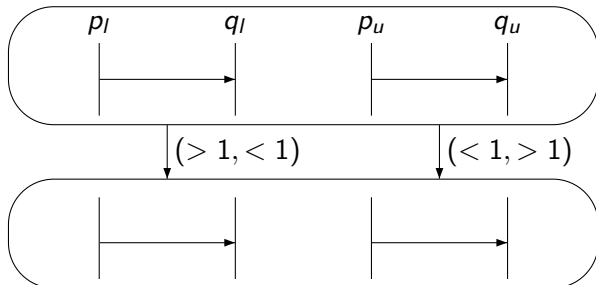 p_l q_l p_u q_u
(> 1, < 1) (< 1, > 1)